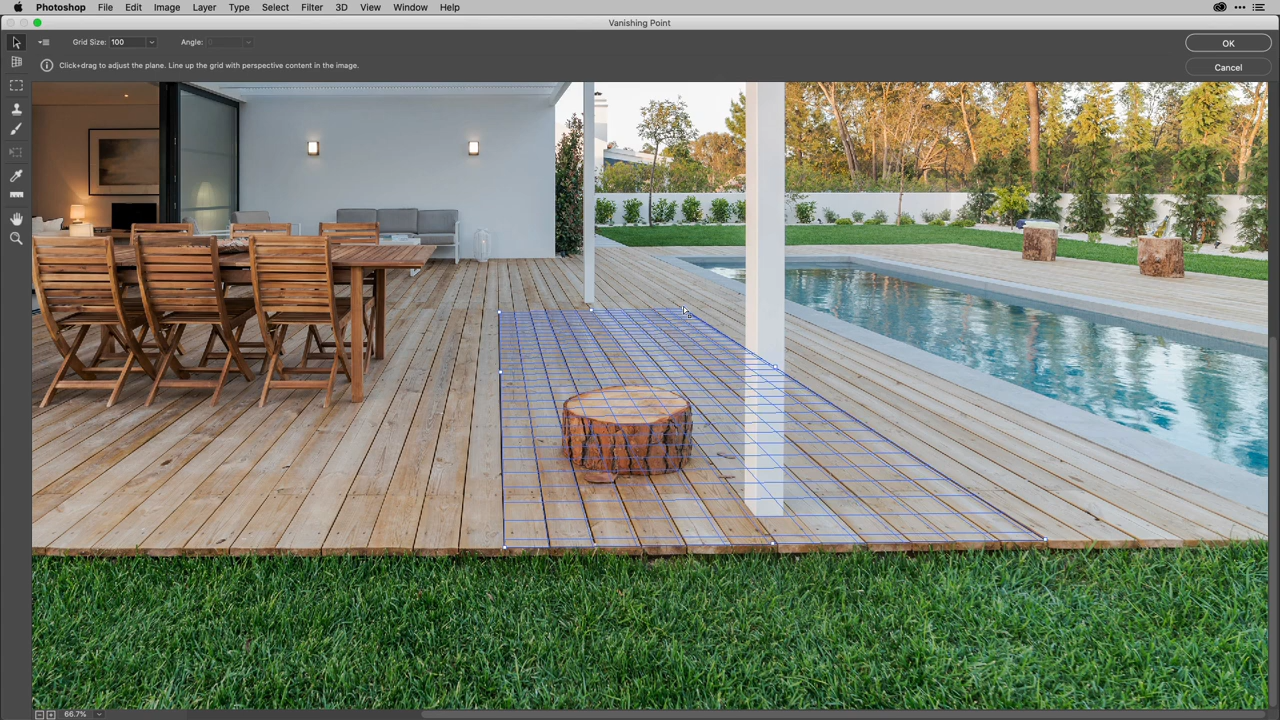 Photoshop File Edit Image Layer Type Select Filter 3D View Window Help
Vanishing Point
Grid Size: 100 Angle: OK
Click+drag to adjust the plane. Line up the grid with perspective content in the image. Cancel
66.7%